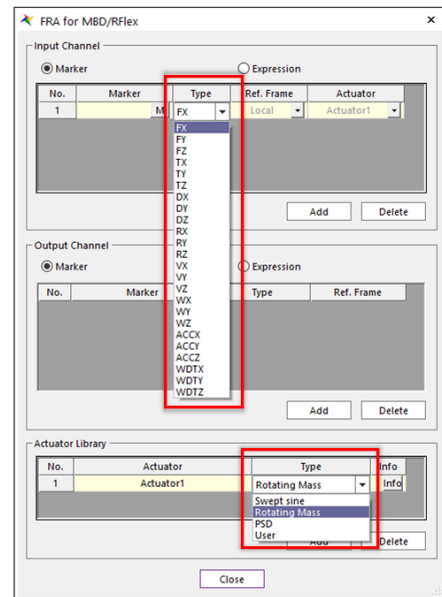 FRA for MBD/RFlex
Input Channel
Marker Expression
No. Marker Type Ref. Frame Actuator
1 M FX Local Actuator1
FX
FY
FZ
TX
TY
TZ
DX
DY
DZ
RX
RY
RZ
VX
VY
VZ
WX
WY
WZ
ACCX
ACCY
ACCZ
WDTX
WDTY
WDTZ
Add Delete
Output Channel
Marker Expression
No. Marker Type Ref. Frame
Add Delete
Actuator Library
No. Actuator Type Info
1 Actuator1 Rotating Mass Info
Swept sine
Rotating Mass
PSD
User
Add Delete
Close